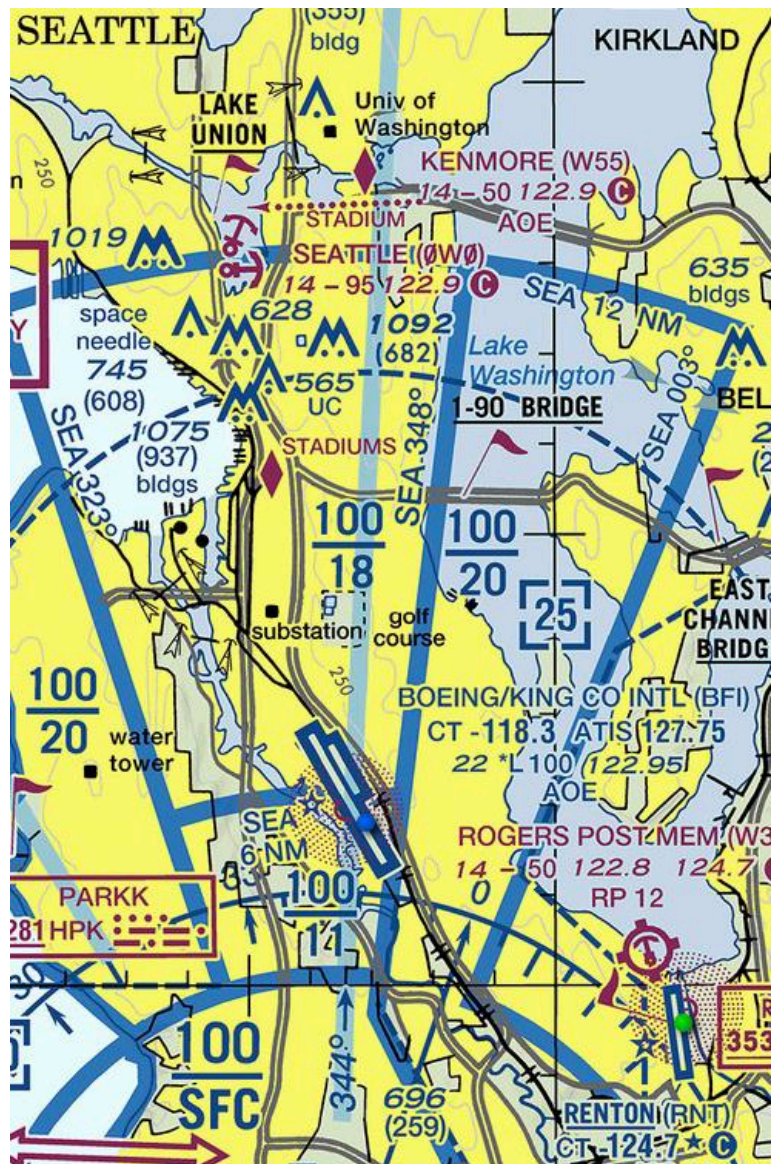 SEATTLE
(355)
bldg
KIRKLAND
LAKE
UNION
Univ of
Washington
250
KENMORE (W55)
14 - 50 122.9 C
AOE
STADIUM
1019
SEATTLE (0W0)
14 - 95 122.9 C
635
bldgs
SEA 12 NM
Y
space
needle
745
(608)
628
1092
(682)
Lake
Washington
565
UC
1-90 BRIDGE
BEL
SEA 003°
SEA 348°
SEA 323°
1075
(937)
bldgs
STADIUMS
100
18
100
20
25
EAST
CHANN
BRIDG
substation
golf
course
250
100
20
water
tower
BOEING/KING CO INTL (BFI)
CT - 118.3 ATIS 127.75
22 *L 100 122.95
AOE
SEA
6 NM
ROGERS POST MEM (W3
14 - 50 122.8 124.7
RP 12
PARKK
281 HPK
100
11
0
33
30
100
SFC
344°
353
696
(259)
RENTON (RNT)
CT - 124.7 * C